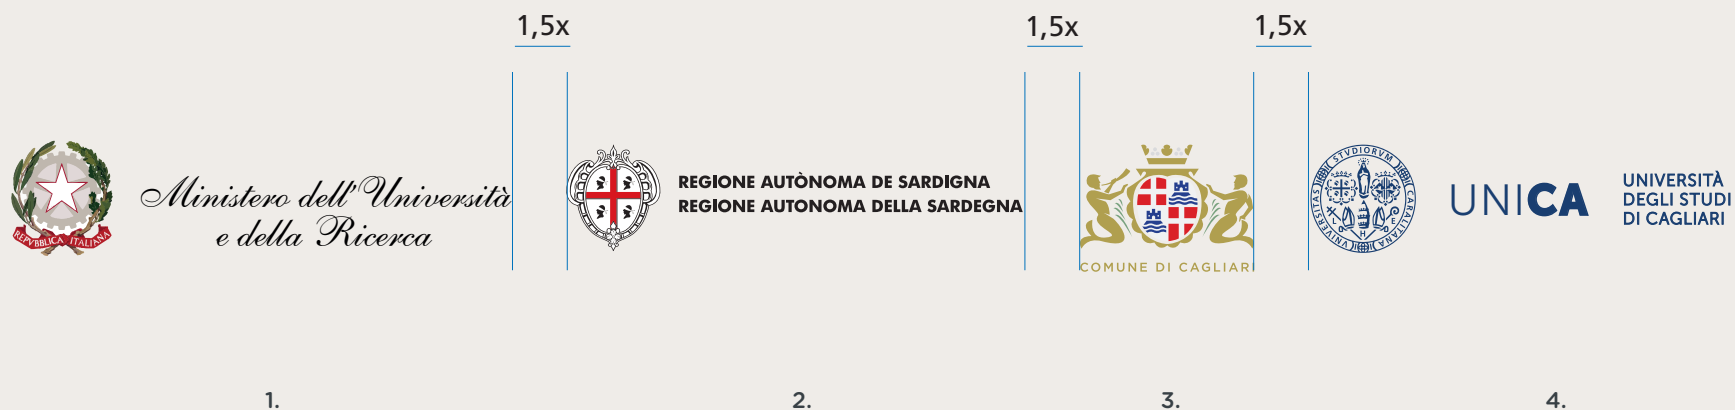 1,5x
1,5x
1,5x
REPVBBLICA ITALIANA
Ministero dell'Università
e della Ricerca
REGIONE AUTÒNOMA DE SARDIGNA
REGIONE AUTONOMA DELLA SARDEGNA
COMUNE DI CAGLIARI
UNIVERSITAS STVDIORVM CARALITANA
UNICA
UNIVERSITÀ
DEGLI STUDI
DI CAGLIARI
1.
2.
3.
4.